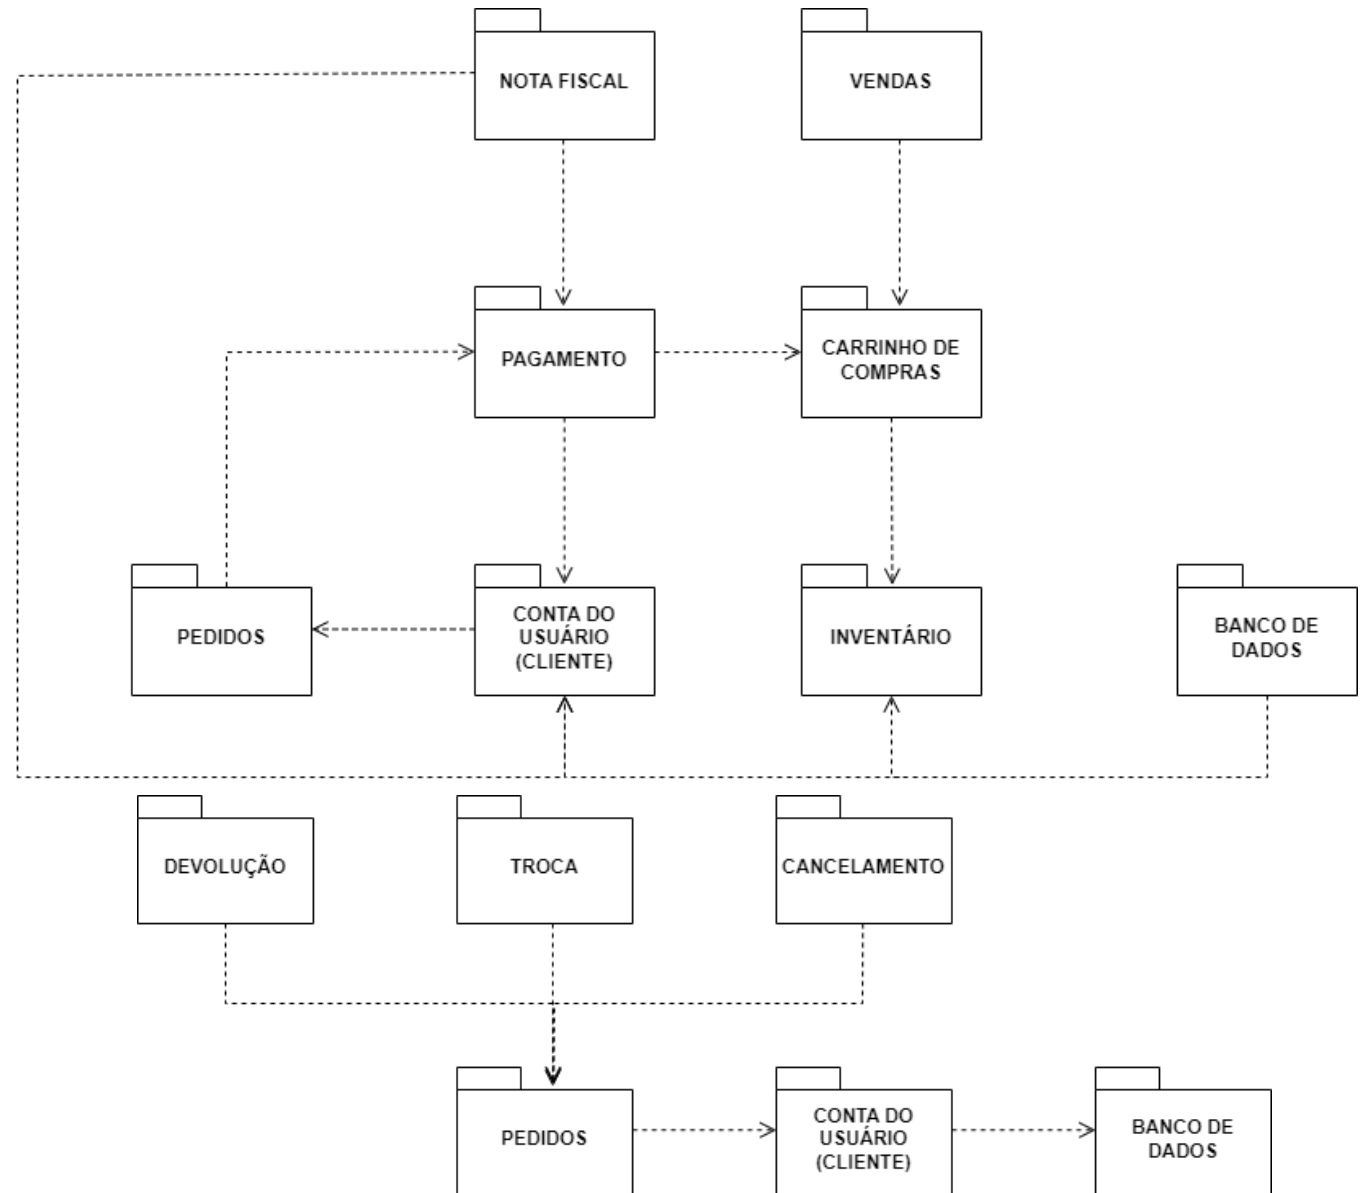 NOTA FISCAL
VENDAS
PAGAMENTO
CARRINHO DE
COMPRAS
PEDIDOS
CONTA DO
USUÁRIO
(CLIENTE)
INVENTÁRIO
BANCO DE
DADOS
DEVOLUÇÃO
TROCA
CANCELAMENTO
PEDIDOS
CONTA DO
USUÁRIO
(CLIENTE)
BANCO DE
DADOS